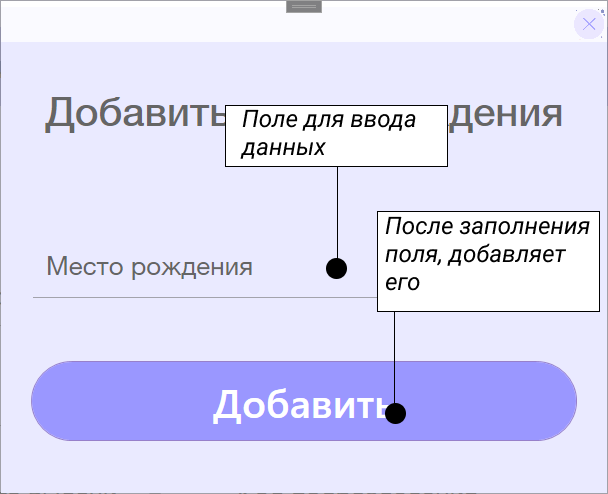 Добавить дения
Поле для ввода
данных
После заполнения
поля, добавляет
его
Место рождения
Добавить